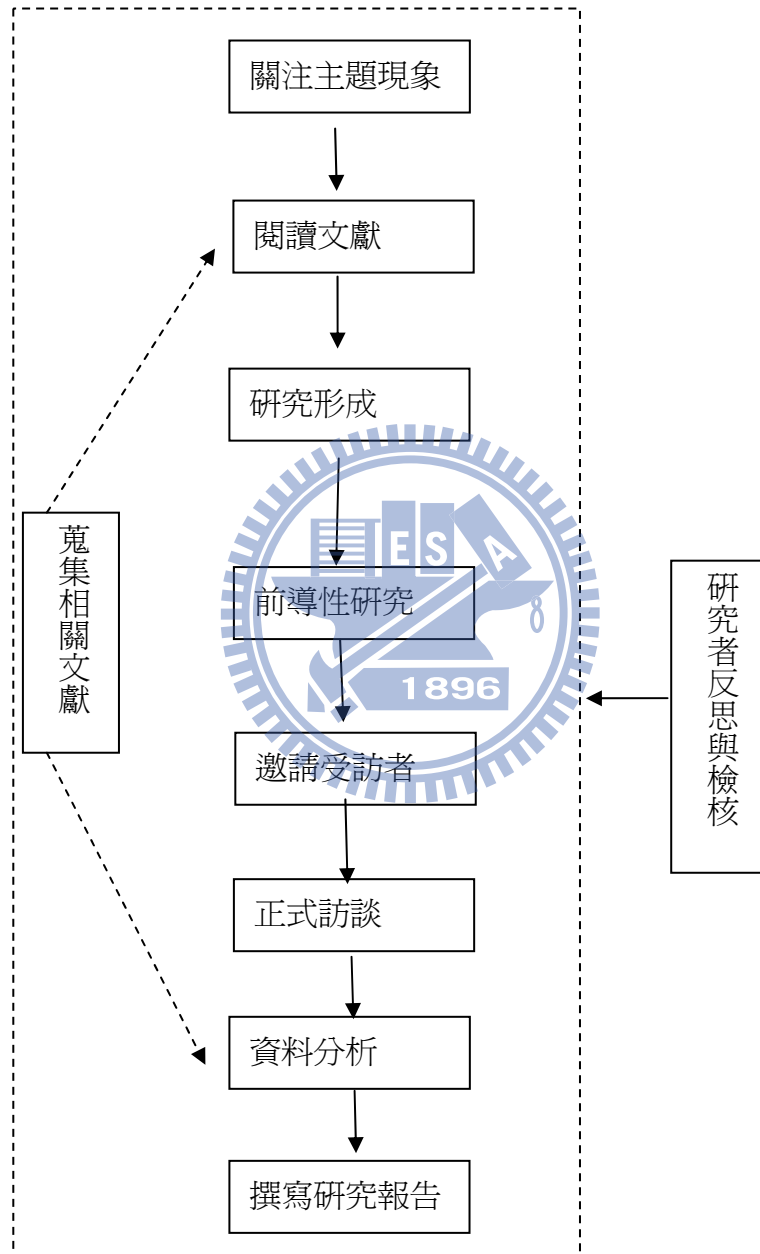 關注主題現象
閱讀文獻
研究形成
蒐集相關文獻
ESA
前導性研究
1896
邀請受訪者
正式訪談
資料分析
撰寫研究報告
研究者反思與檢核